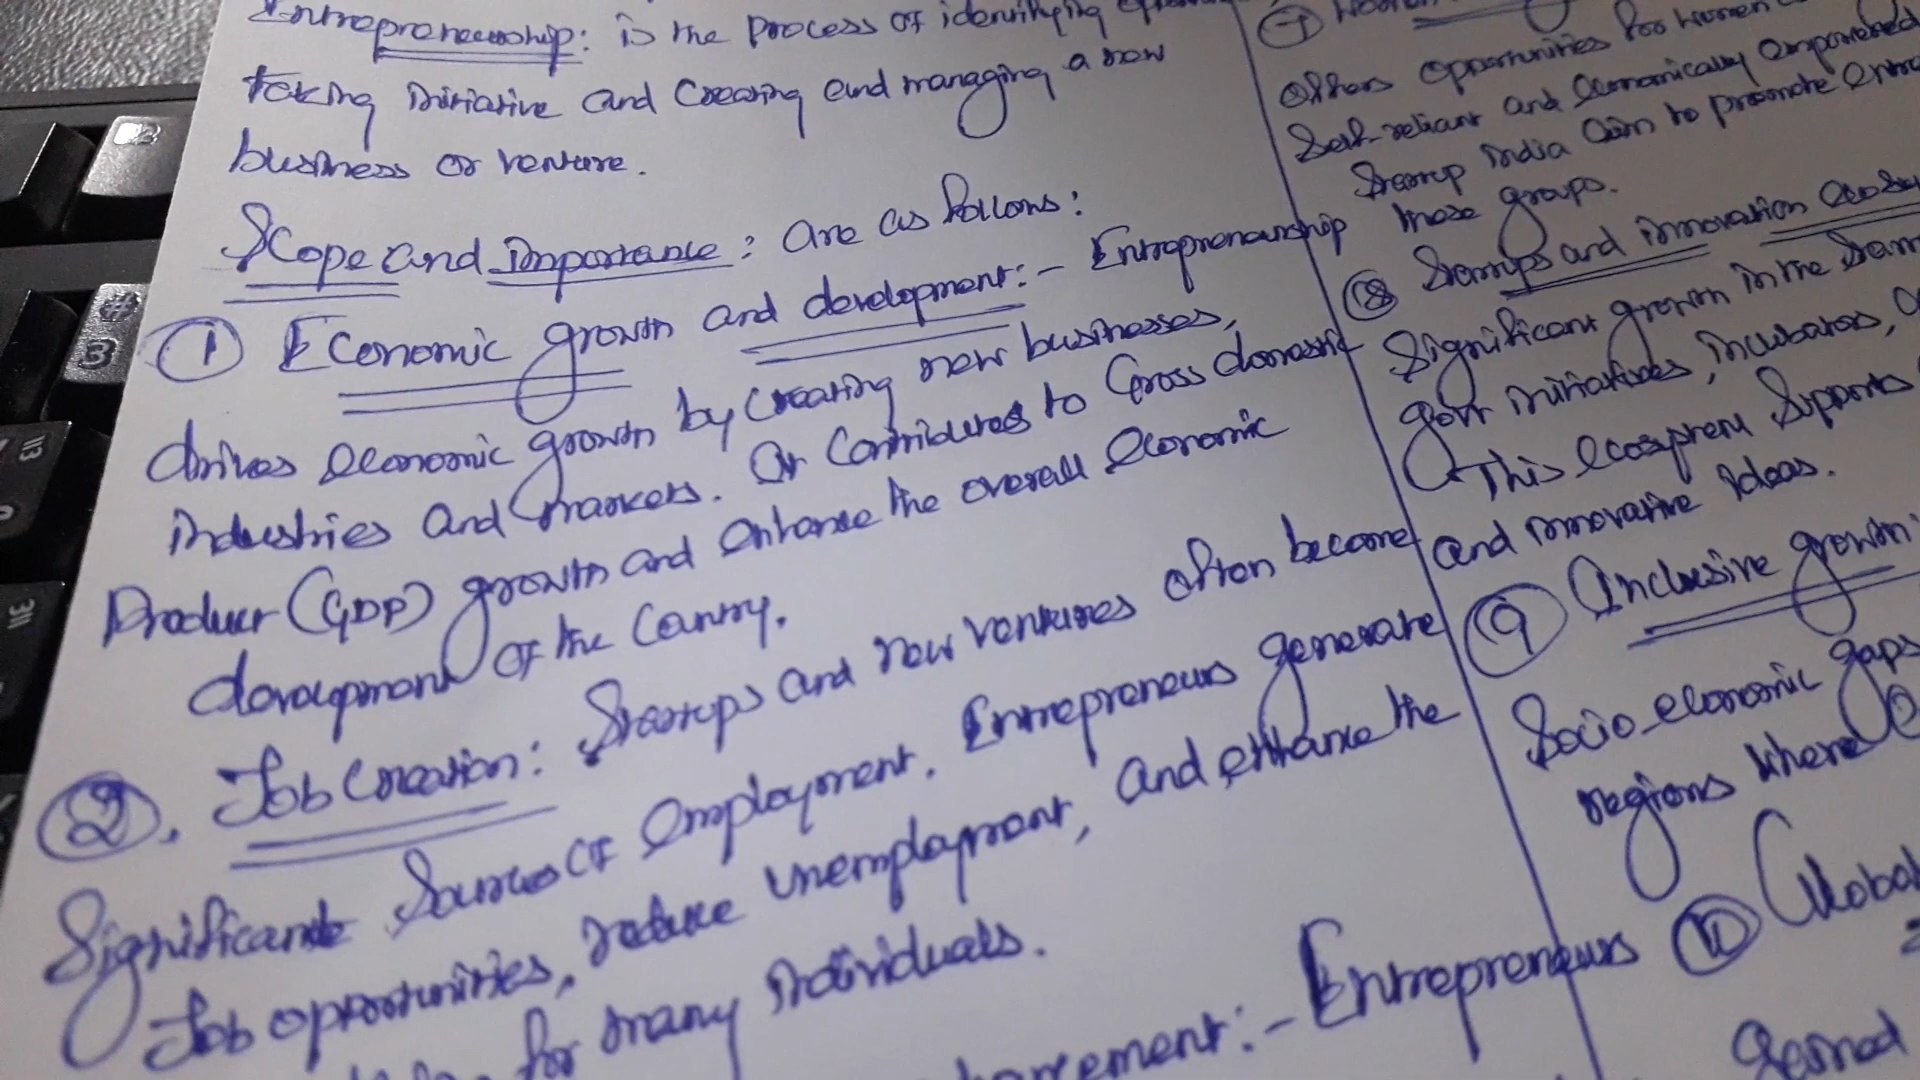 Entrepreneurship: is the process of identifying
taking initiative and creating and managing a new
business or venture.
Scope and Importance: are as follows:
① Economic growth and development:- Entrepreneurship
drives economic growth by creating new businesses,
industries and markets. It contributes to Gross domestic
Product (GDP) growth and enhance the overall economic
development of the country.
②. Job Creation: Startups and new ventures often become
Significant Sources of employment. Entrepreneurs generate
Job opportunities, reduce unemployment, and enhance the
for many individuals.
:- Entrepreneurs
⑦
Offers opportunities for women
Self-reliant and economically empowered
Startup India aim to promote
these groups.
⑧ Startups and innovation
Significant growth in the
govt initiatives, incubators,
This ecosystem Supports
and innovative ideas.
⑨ Inclusive growth
Socio-economic gaps
regions where
⑩ Global